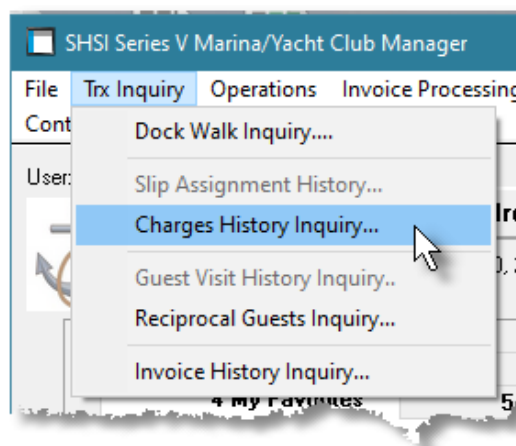 SHSI Series V Marina/Yacht Club Manager
File Trx Inquiry Operations Invoice Processing
Cont
Dock Walk Inquiry....
User:
Slip Assignment History...
Charges History Inquiry...
Guest Visit History Inquiry..
Reciprocal Guests Inquiry...
Invoice History Inquiry...
4 My Favorites